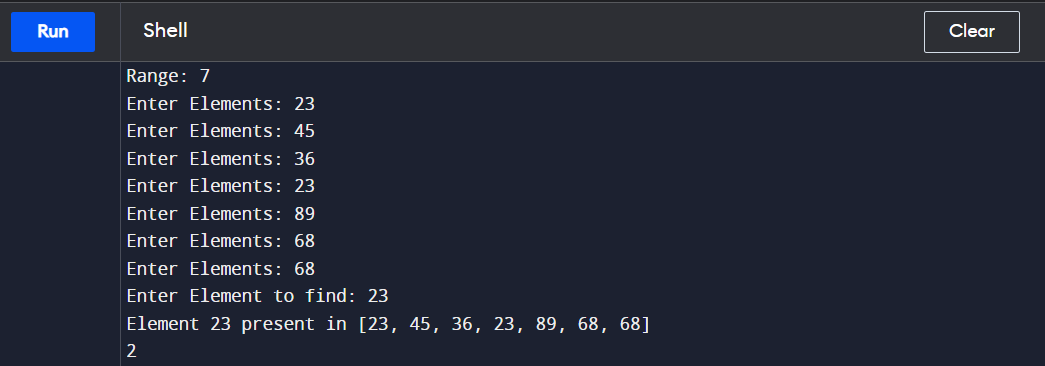 Run Shell Clear
Range: 7
Enter Elements: 23
Enter Elements: 45
Enter Elements: 36
Enter Elements: 23
Enter Elements: 89
Enter Elements: 68
Enter Elements: 68
Enter Element to find: 23
Element 23 present in [23, 45, 36, 23, 89, 68, 68]
2